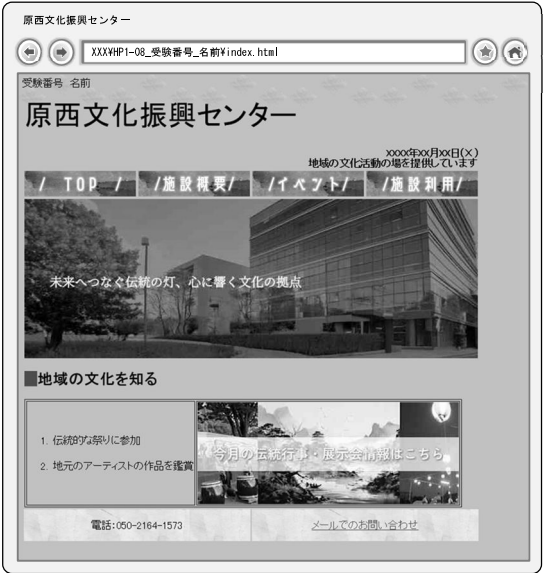 原西文化振興センター
XXX¥HP1-08_受験番号_名前¥index.html
受験番号 名前
原西文化振興センター
xxxx年xx月xx日(×)
地域の文化活動の場を提供しています
/ TOP / /施設概要/ /イベント/ /施設利用/
未来へつなぐ伝統の灯、心に響く文化の拠点
地域の文化を知る
1. 伝統的な祭りに参加
2. 地元のアーティストの作品を鑑賞
今月の伝統行事・展示会情報はこちら
電話:050-2164-1573 メールでのお問い合わせ